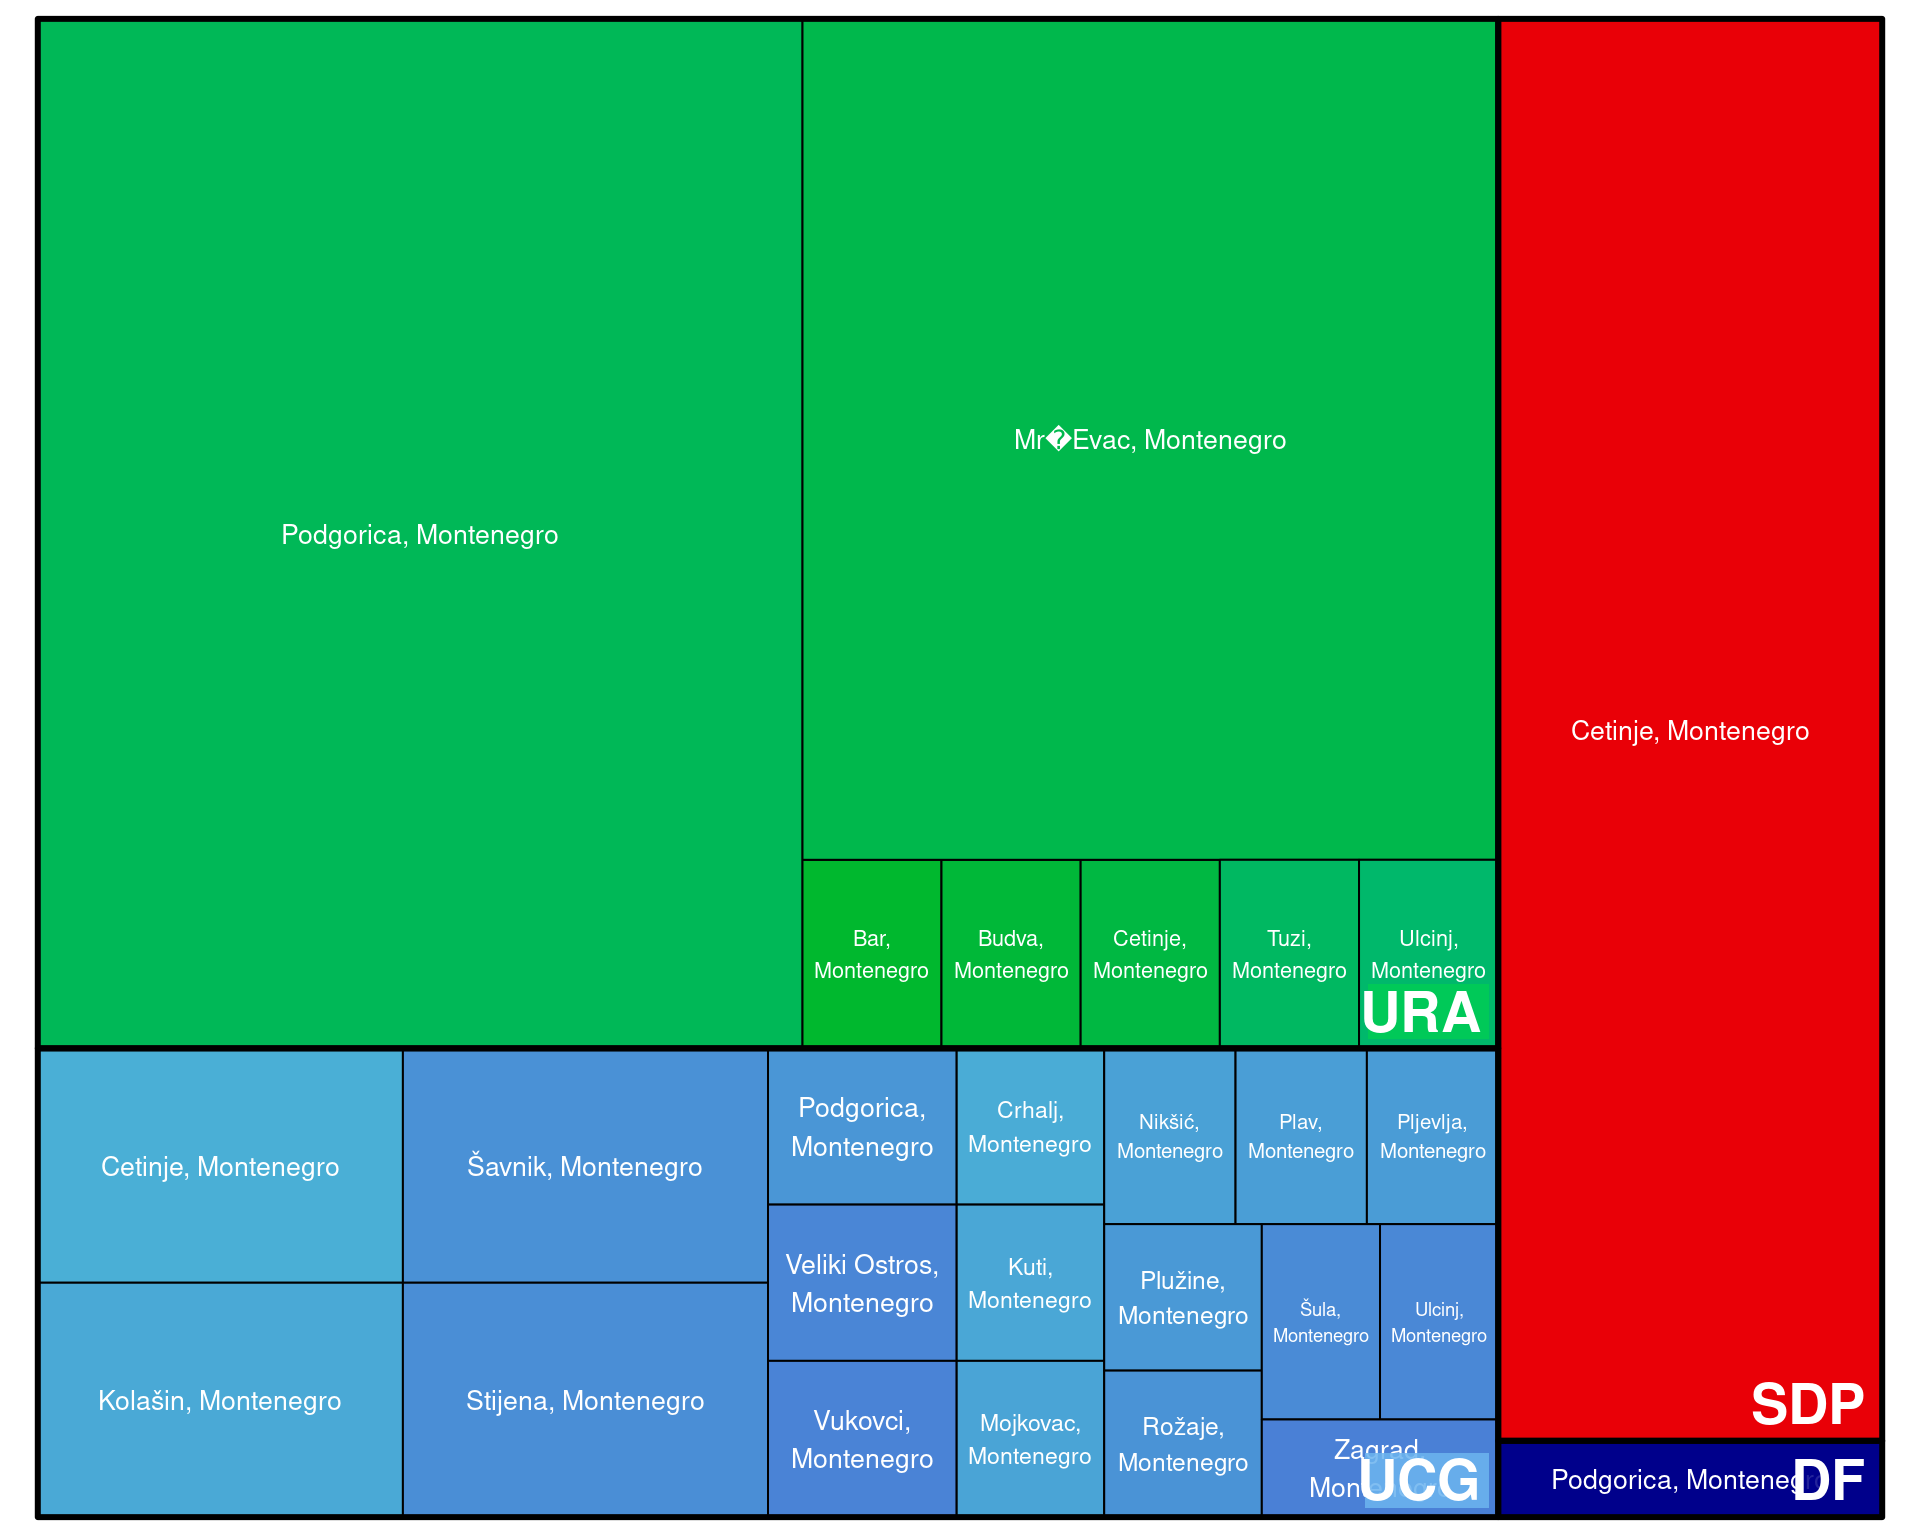 Podgorica, Montenegro
Mr�Evac, Montenegro
Bar,
Montenegro
Budva,
Montenegro
Cetinje,
Montenegro
Tuzi,
Montenegro
Ulcinj,
Montenegro
URA
Cetinje, Montenegro
SDP
Cetinje, Montenegro
Šavnik, Montenegro
Kolašin, Montenegro
Stijena, Montenegro
Podgorica,
Montenegro
Veliki Ostros,
Montenegro
Vukovci,
Montenegro
Crhalj,
Montenegro
Kuti,
Montenegro
Mojkovac,
Montenegro
Nikšić,
Montenegro
Plav,
Montenegro
Pljevlja,
Montenegro
Plužine,
Montenegro
Rožaje,
Montenegro
Šula,
Montenegro
Ulcinj,
Montenegro
Zagrad,
Montenegro
UCG
Podgorica, Montenegro
DF